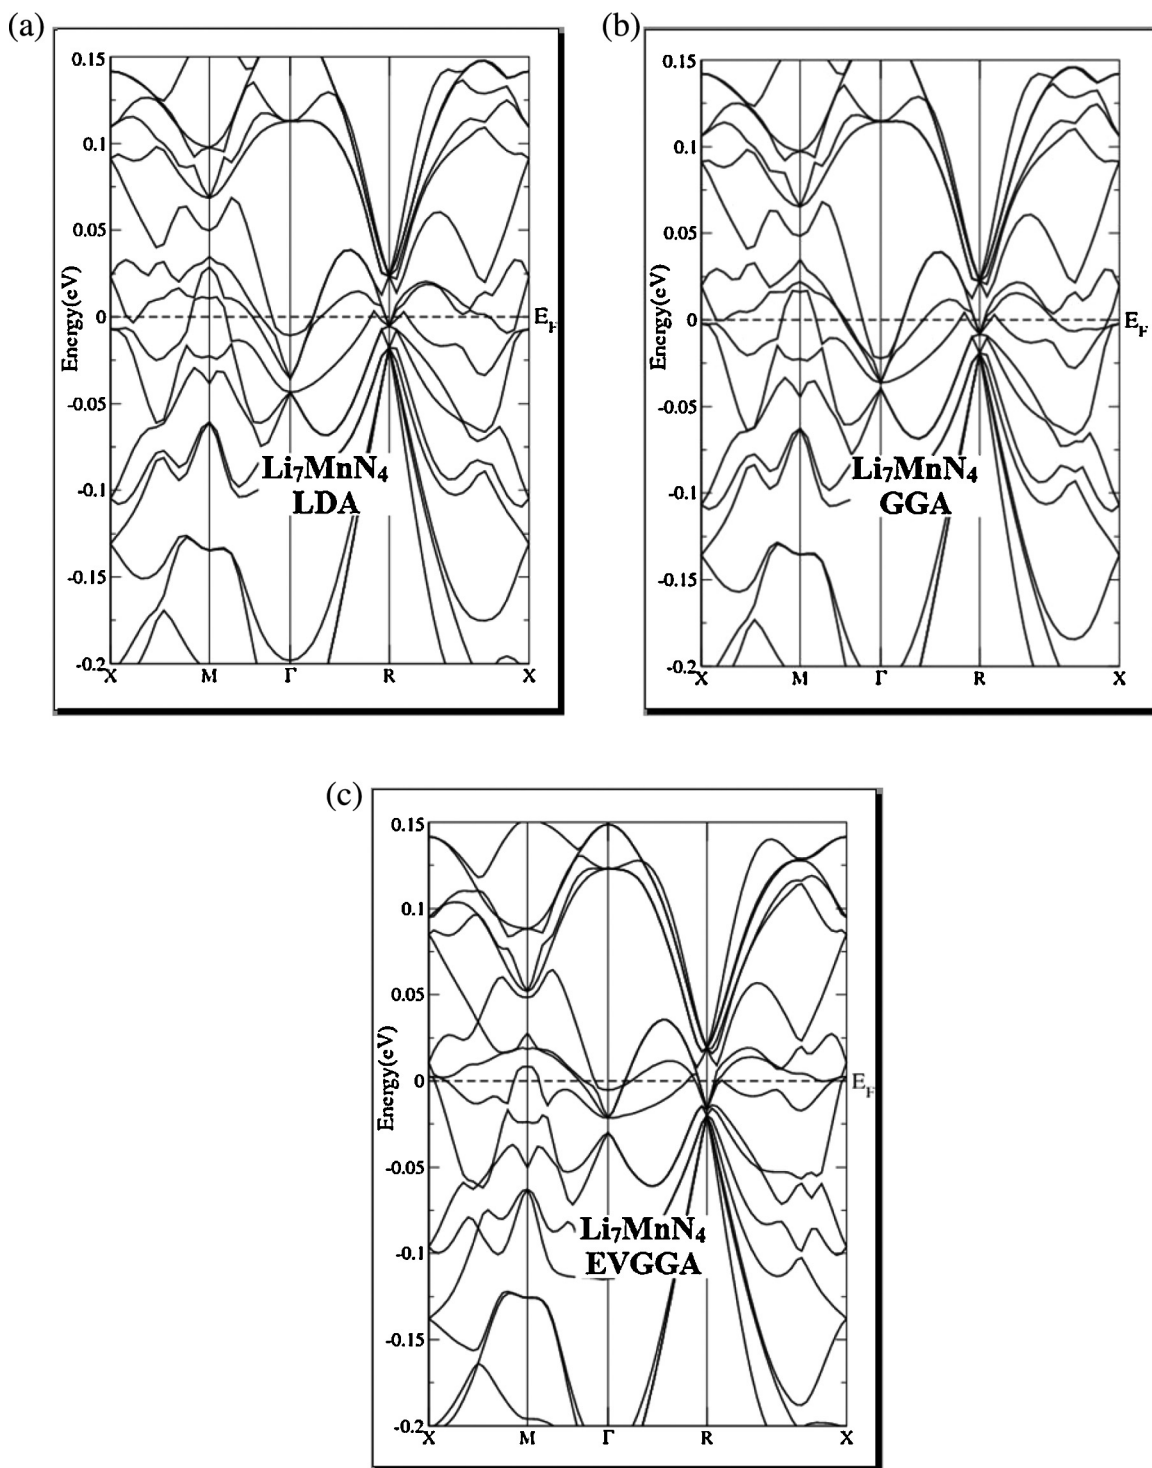 (a)
0.15
0.1
0.05
0
-0.05
-0.1
-0.15
-0.2
Energy(eV)
E_F
Li₇MnN₄
LDA
X M Γ R X
(b)
0.15
0.1
0.05
0
-0.05
-0.1
-0.15
-0.2
Energy(eV)
E_F
Li₇MnN₄
GGA
X M Γ R X
(c)
0.15
0.1
0.05
0
-0.05
-0.1
-0.15
-0.2
Energy(eV)
E_F
Li₇MnN₄
EVGGA
X M Γ R X